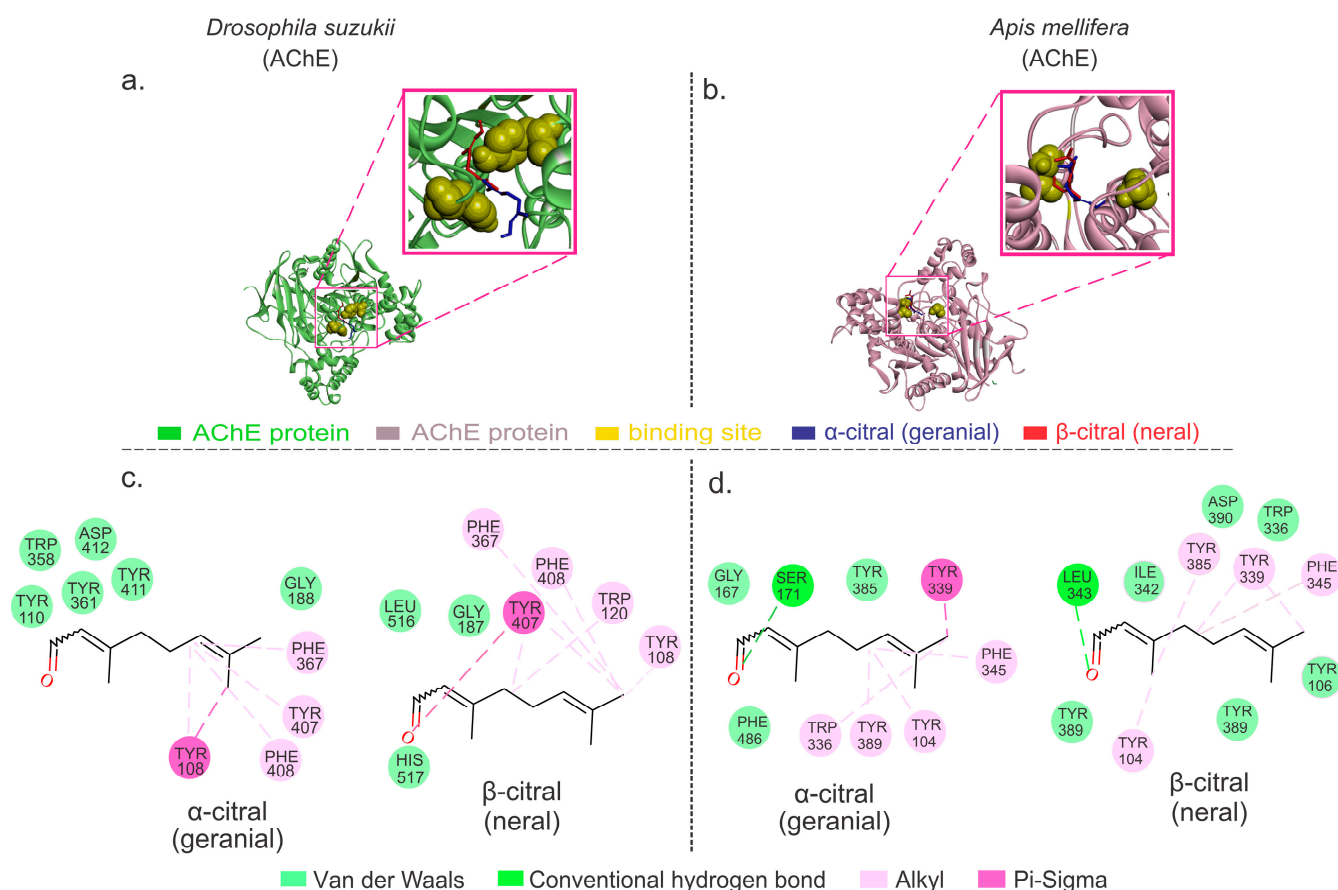 Drosophila suzukii
(AChE)
Apis mellifera
(AChE)
a.
b.
AChE protein
AChE protein
binding site
α-citral (geranial)
β-citral (neral)
c.
TRP
358
ASP
412
TYR
110
TYR
361
TYR
411
GLY
188
PHE
367
TYR
407
PHE
408
TYR
108
O
α-citral
(geranial)
PHE
367
PHE
408
LEU
516
GLY
187
TYR
407
TRP
120
TYR
108
O
HIS
517
β-citral
(neral)
d.
GLY
167
SER
171
TYR
385
TYR
339
PHE
345
O
PHE
486
TRP
336
TYR
389
TYR
104
α-citral
(geranial)
ASP
390
TRP
336
TYR
385
TYR
339
PHE
345
LEU
343
ILE
342
O
TYR
106
TYR
389
TYR
104
TYR
389
β-citral
(neral)
Van der Waals
Conventional hydrogen bond
Alkyl
Pi-Sigma